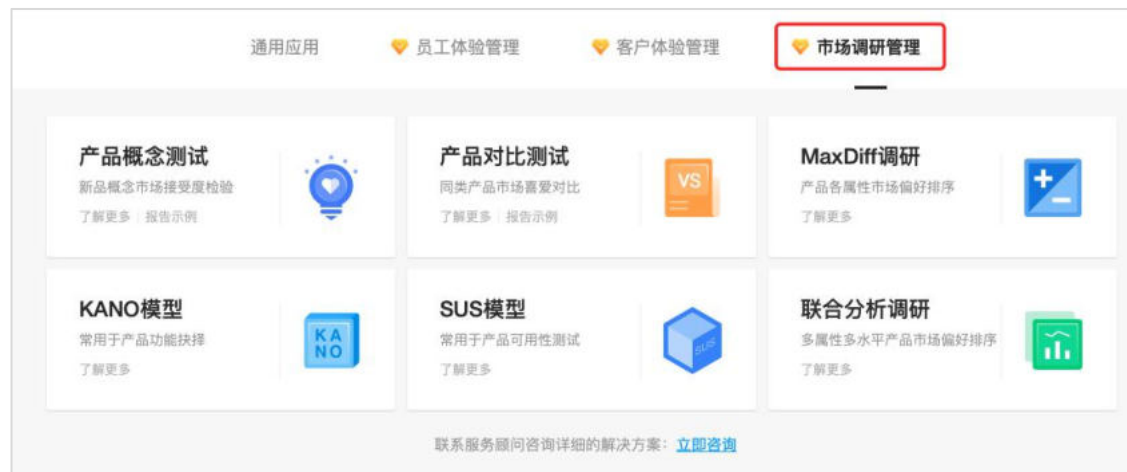 通用应用
员工体验管理
客户体验管理
市场调研管理
产品概念测试
新品概念市场接受度检验
了解更多 | 报告示例
产品对比测试
同类产品市场喜爱对比
了解更多 | 报告示例
VS
MaxDiff调研
产品各属性市场偏好排序
了解更多
KANO模型
常用于产品功能抉择
了解更多
KA
NO
SUS模型
常用于产品可用性测试
了解更多
SUS
联合分析调研
多属性多水平产品市场偏好排序
了解更多
联系服务顾问咨询详细的解决方案：立即咨询